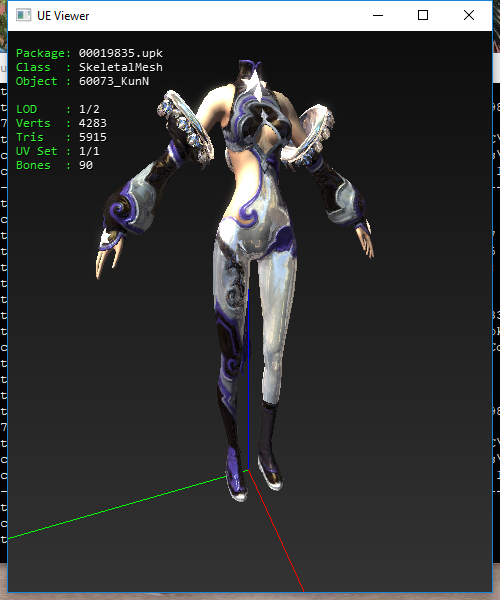 UE Viewer
Package: 00019835.upk
Class : SkeletalMesh
Object : 60073_KunN
LOD : 1/2
Verts : 4283
Tris : 5915
UV Set : 1/1
Bones : 90